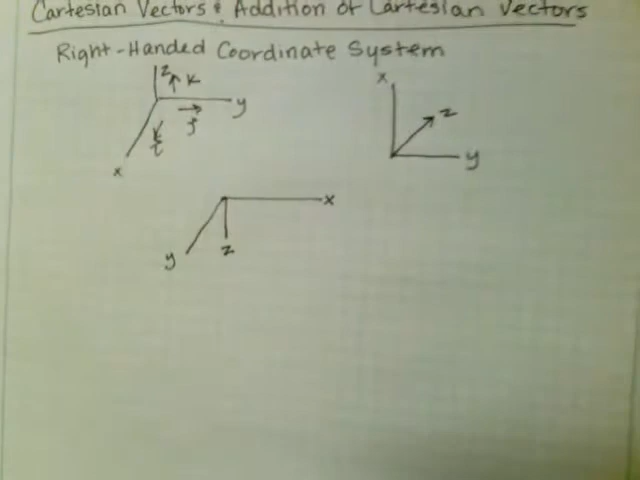 Cartesian Vectors & Addition of Cartesian Vectors
Right-Handed Coordinate System
z k
y
j
i
x
x
z
y
x
y
z